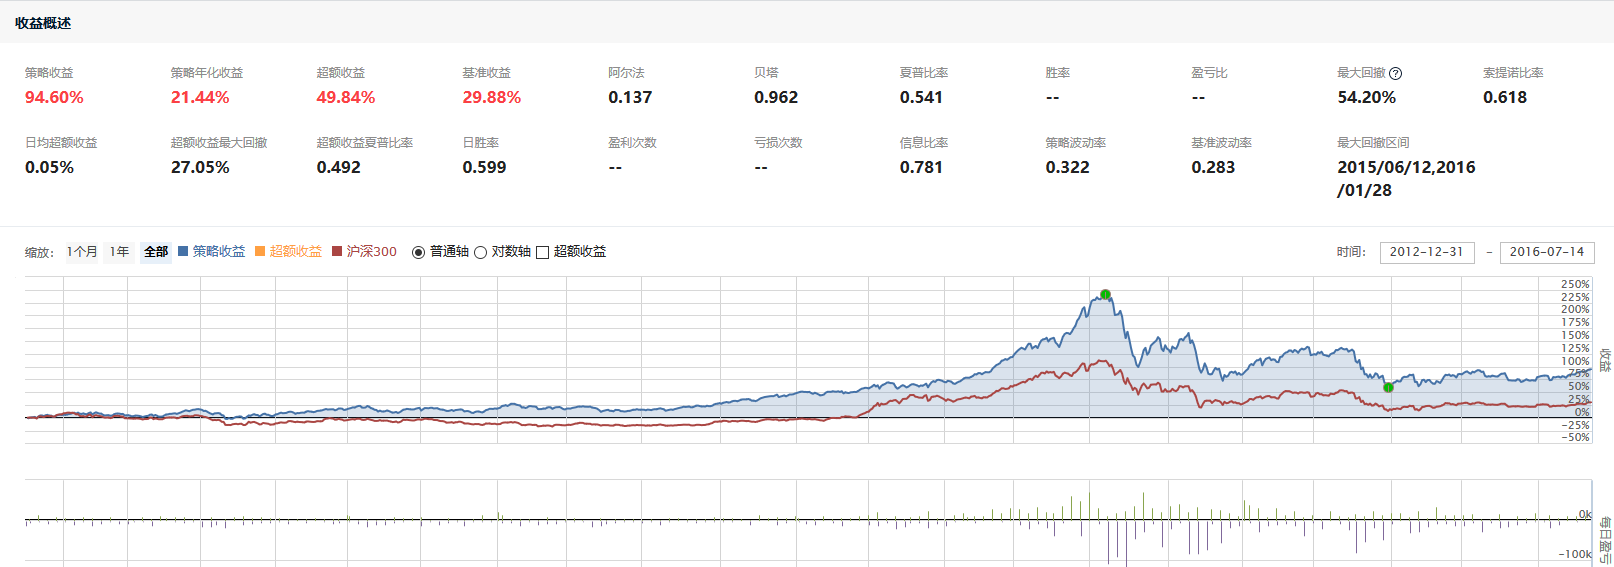 收益概述
策略收益 策略年化收益 超额收益 基准收益 阿尔法 贝塔 夏普比率 胜率 盈亏比 最大回撤 ? 索提诺比率
94.60% 21.44% 49.84% 29.88% 0.137 0.962 0.541 -- -- 54.20% 0.618
日均超额收益 超额收益最大回撤 超额收益夏普比率 日胜率 盈利次数 亏损次数 信息比率 策略波动率 基准波动率 最大回撤区间
0.05% 27.05% 0.492 0.599 -- -- 0.781 0.322 0.283 2015/06/12,2016
/01/28
缩放: 1个月 1年 全部 策略收益 超额收益 沪深300 普通轴 对数轴 超额收益 时间: 2012-12-31 - 2016-07-14
250%
225%
200%
175%
150%
125%
100%
75%
50%
25%
0%
-25%
-50%
收益
0k
-100k
每日盈亏